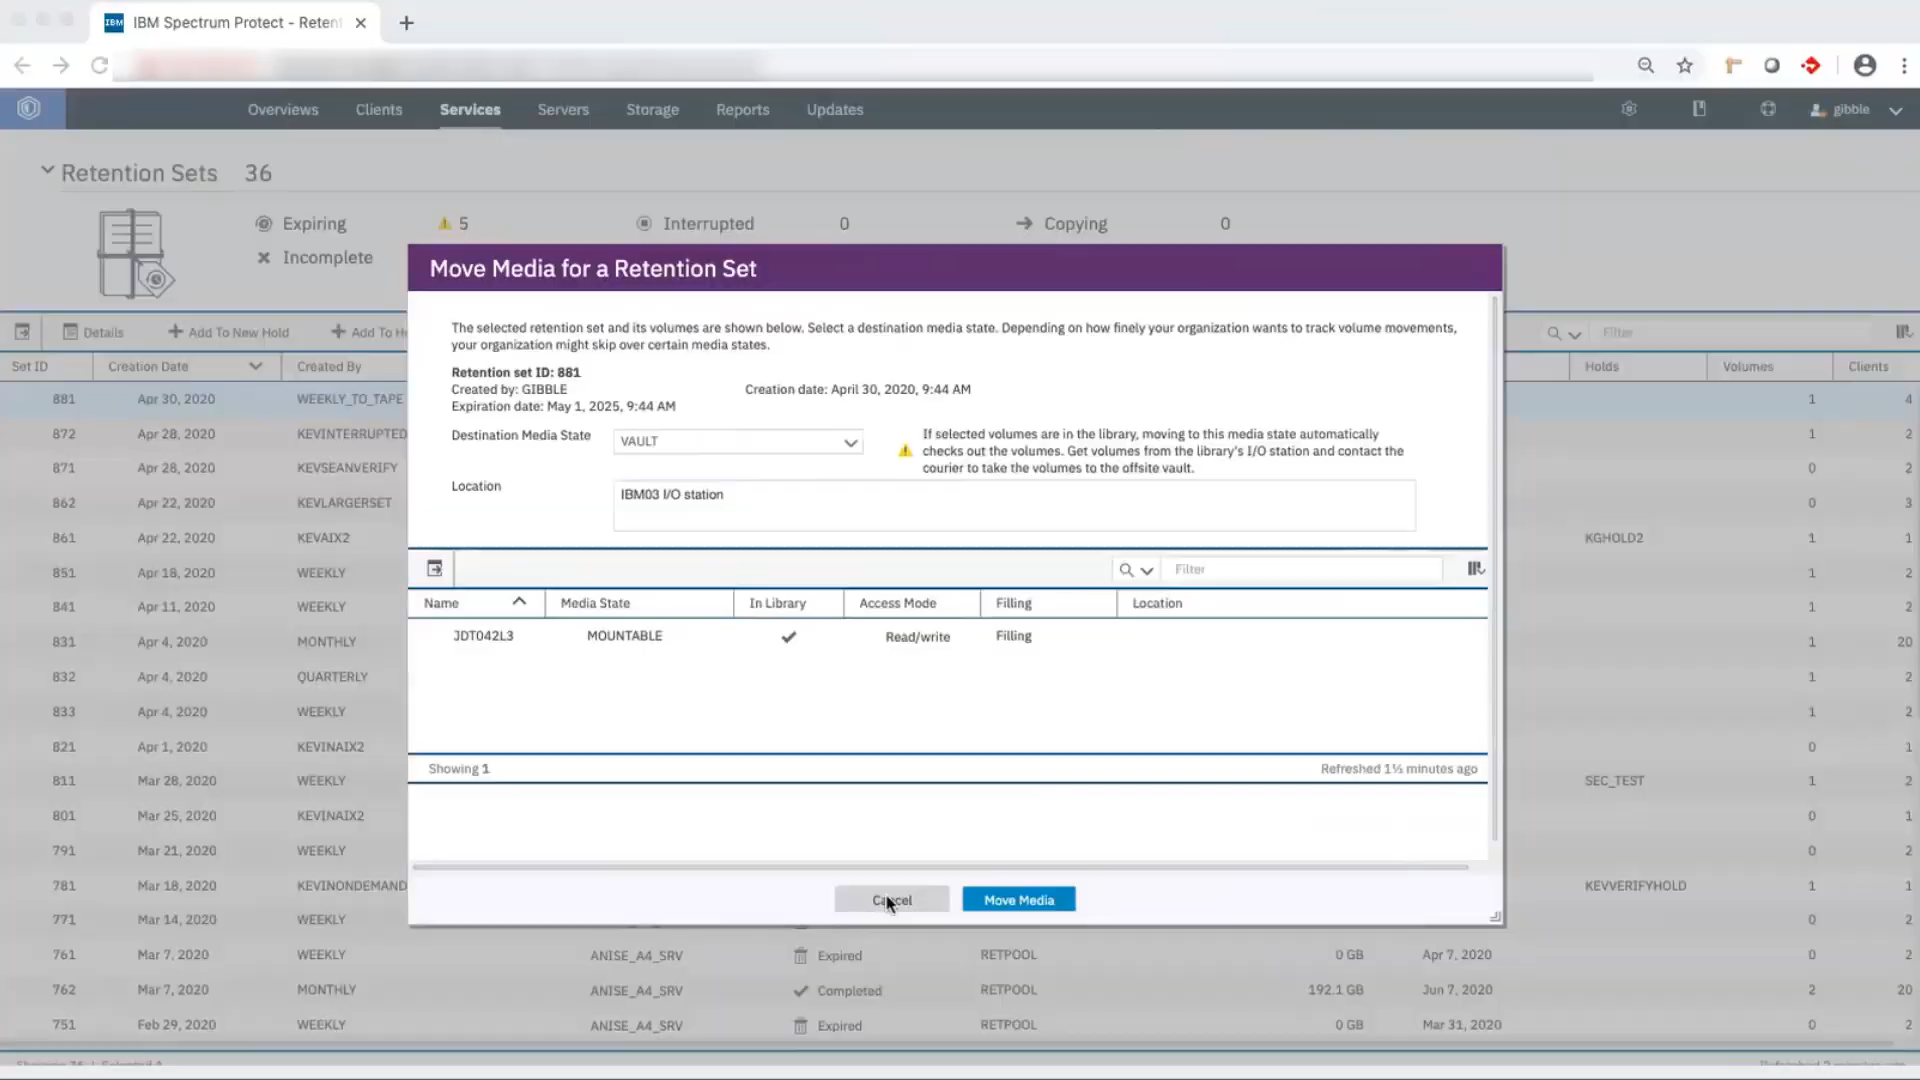 IBM IBM Spectrum Protect - Retent
Overviews Clients Services Servers Storage Reports Updates gibble
Retention Sets 36
Expiring 5 Interrupted 0 Copying 0
Incomplete
Move Media for a Retention Set
The selected retention set and its volumes are shown below. Select a destination media state. Depending on how finely your organization wants to track volume movements,
your organization might skip over certain media states.
Retention set ID: 881
Created by: GIBBLE Creation date: April 30, 2020, 9:44 AM
Expiration date: May 1, 2025, 9:44 AM
Destination Media State VAULT
If selected volumes are in the library, moving to this media state automatically
checks out the volumes. Get volumes from the library's I/O station and contact the
courier to take the volumes to the offsite vault.
Location IBM03 I/O station
Filter
Name Media State In Library Access Mode Filling Location
JDT042L3 MOUNTABLE Read/write Filling
Showing 1 Refreshed 1½ minutes ago
Cancel Move Media
Details Add To New Hold Add To Ho Filter
Set ID Creation Date Created By Holds Volumes Clients
881 Apr 30, 2020 WEEKLY_TO_TAPE 1 4
872 Apr 28, 2020 KEVINTERRUPTED 1 2
871 Apr 28, 2020 KEVSEANVERIFY 0 2
862 Apr 22, 2020 KEVLARGERSET 0 3
861 Apr 22, 2020 KEVAIX2 KGHOLD2 1 1
851 Apr 18, 2020 WEEKLY 1 2
841 Apr 11, 2020 WEEKLY 1 2
831 Apr 4, 2020 MONTHLY 1 20
832 Apr 4, 2020 QUARTERLY 1 2
833 Apr 4, 2020 WEEKLY 1 2
821 Apr 1, 2020 KEVINAIX2 0 1
811 Mar 28, 2020 WEEKLY SEC_TEST 1 2
801 Mar 25, 2020 KEVINAIX2 0 1
791 Mar 21, 2020 WEEKLY 0 2
781 Mar 18, 2020 KEVINONDEMAND KEVVERIFYHOLD 1 1
771 Mar 14, 2020 WEEKLY 0 2
761 Mar 7, 2020 WEEKLY ANISE_A4_SRV Expired RETPOOL 0 GB Apr 7, 2020 0 2
762 Mar 7, 2020 MONTHLY ANISE_A4_SRV Completed RETPOOL 192.1 GB Jun 7, 2020 2 20
751 Feb 29, 2020 WEEKLY ANISE_A4_SRV Expired RETPOOL 0 GB Mar 31, 2020 0 2